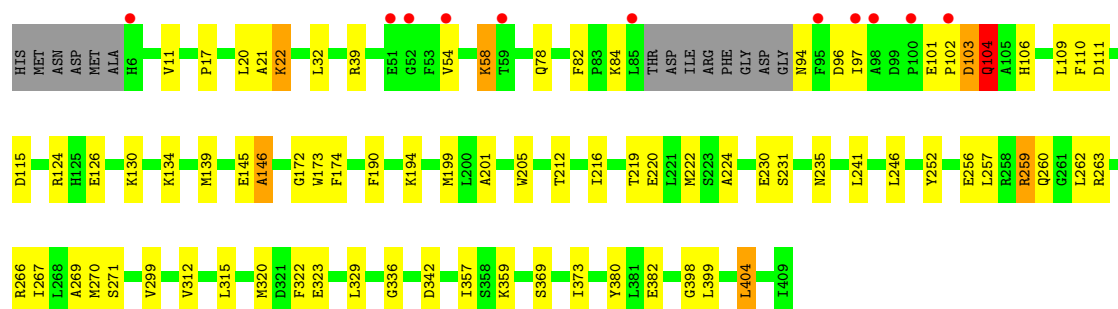 HIS MET ASN ASP MET ALA H6 V11 P17 L20 A21 K22 L32 R39 E51 G52 F53 V54 K58 T59 Q78 F82 P83 K84 L85 THR ASP ILE ARG PHE GLY ASP GLY N94 F95 D96 I97 A98 D99 P100 E101 P102 D103 Q104 A105 H106 L109 F110 D111
D115 R124 H125 E126 K130 K134 M139 E145 A146 G172 W173 F174 F190 K194 M199 L200 A201 W205 T212 I216 T219 E220 L221 M222 S223 A224 E230 S231 N235 L241 L246 Y252 E256 L257 R258 R259 Q260 G261 L262 R263
R266 I267 L268 A269 M270 S271 V299 V312 L315 M320 D321 F322 E323 L329 G336 D342 I357 S358 K359 S369 I373 Y380 L381 E382 G398 L399 L404 I409